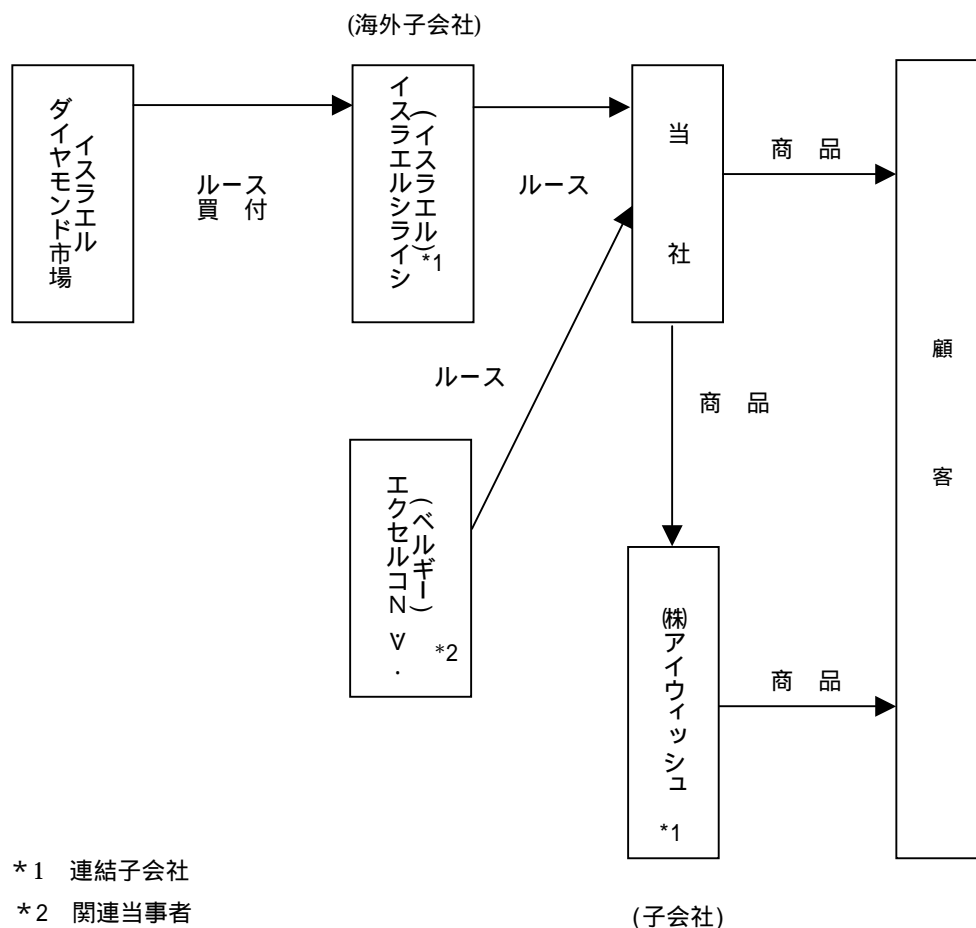 (海外子会社)
イスラエル
ダイヤモンド市場
ルース
買　付
(イスラエル)*1
イスラエルシライシ
ルース
当　社
商　品
顧　客
ルース
商　品
(ベルギー)
エクセルコN.V. *2
㈱アイウィッシュ *1
商　品
*1　連結子会社
*2　関連当事者
(子会社)